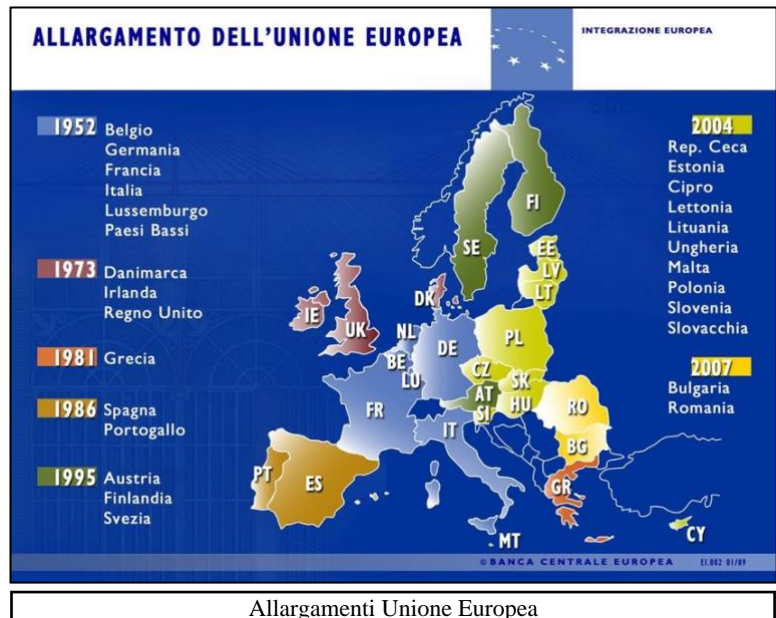 ALLARGAMENTO DELL'UNIONE EUROPEA
INTEGRAZIONE EUROPEA
1952 Belgio
Germania
Francia
Italia
Lussemburgo
Paesi Bassi
1973 Danimarca
Irlanda
Regno Unito
1981 Grecia
1986 Spagna
Portogallo
1995 Austria
Finlandia
Svezia
2004
Rep. Ceca
Estonia
Cipro
Lettonia
Lituania
Ungheria
Malta
Polonia
Slovenia
Slovacchia
2007
Bulgaria
Romania
FI
SE
EE
LV
LT
DK
IE
UK
NL
DE
PL
BE
LU
CZ
SK
AT
HU
SI
FR
RO
IT
BG
PT
ES
GR
MT
CY
© BANCA CENTRALE EUROPEA
EI.002 01/09
Allargamenti Unione Europea